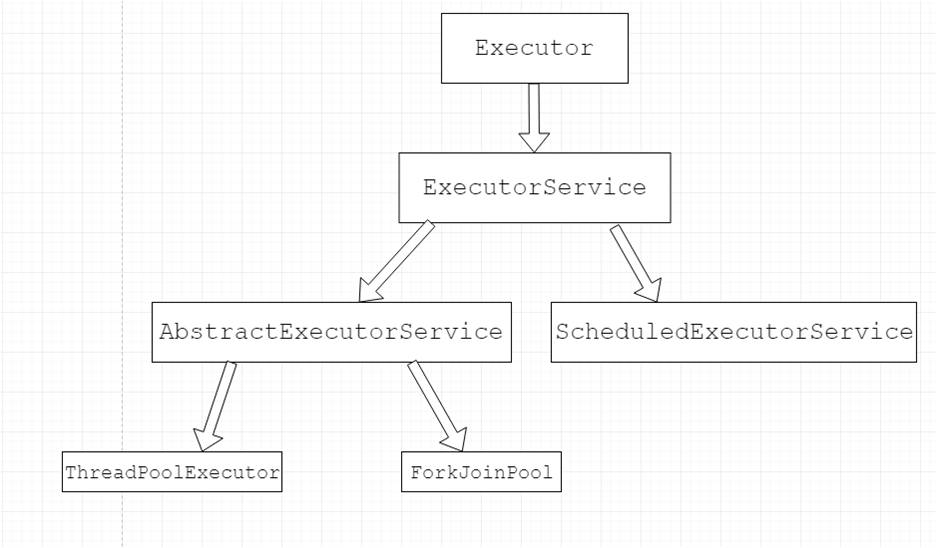 Executor
ExecutorService
AbstractExecutorService
ScheduledExecutorService
ThreadPoolExecutor
ForkJoinPool